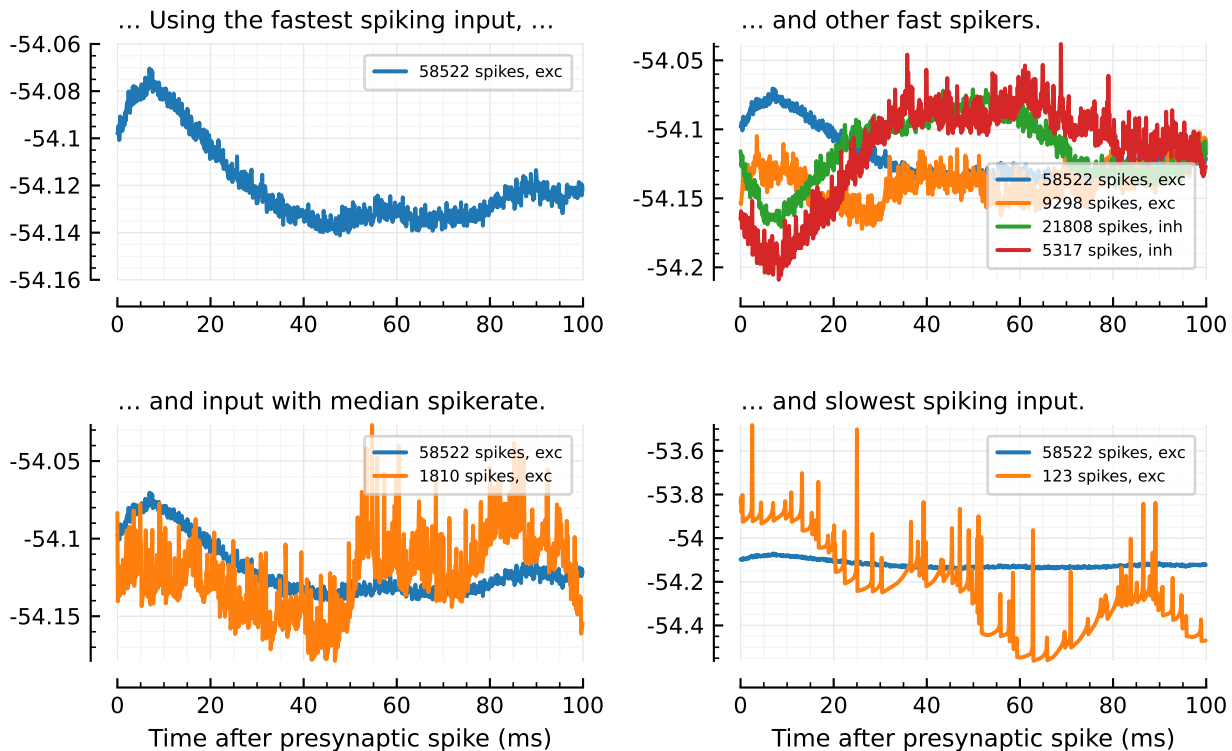 ... Using the fastest spiking input, ...
-54.06
-54.08
-54.1
-54.12
-54.14
-54.16
58522 spikes, exc
0 20 40 60 80 100
... and other fast spikers.
-54.05
-54.1
-54.15
-54.2
58522 spikes, exc
9298 spikes, exc
21808 spikes, inh
5317 spikes, inh
0 20 40 60 80 100
... and input with median spikerate.
-54.05
-54.1
-54.15
58522 spikes, exc
1810 spikes, exc
0 20 40 60 80 100
Time after presynaptic spike (ms)
... and slowest spiking input.
-53.6
-53.8
-54
-54.2
-54.4
58522 spikes, exc
123 spikes, exc
0 20 40 60 80 100
Time after presynaptic spike (ms)